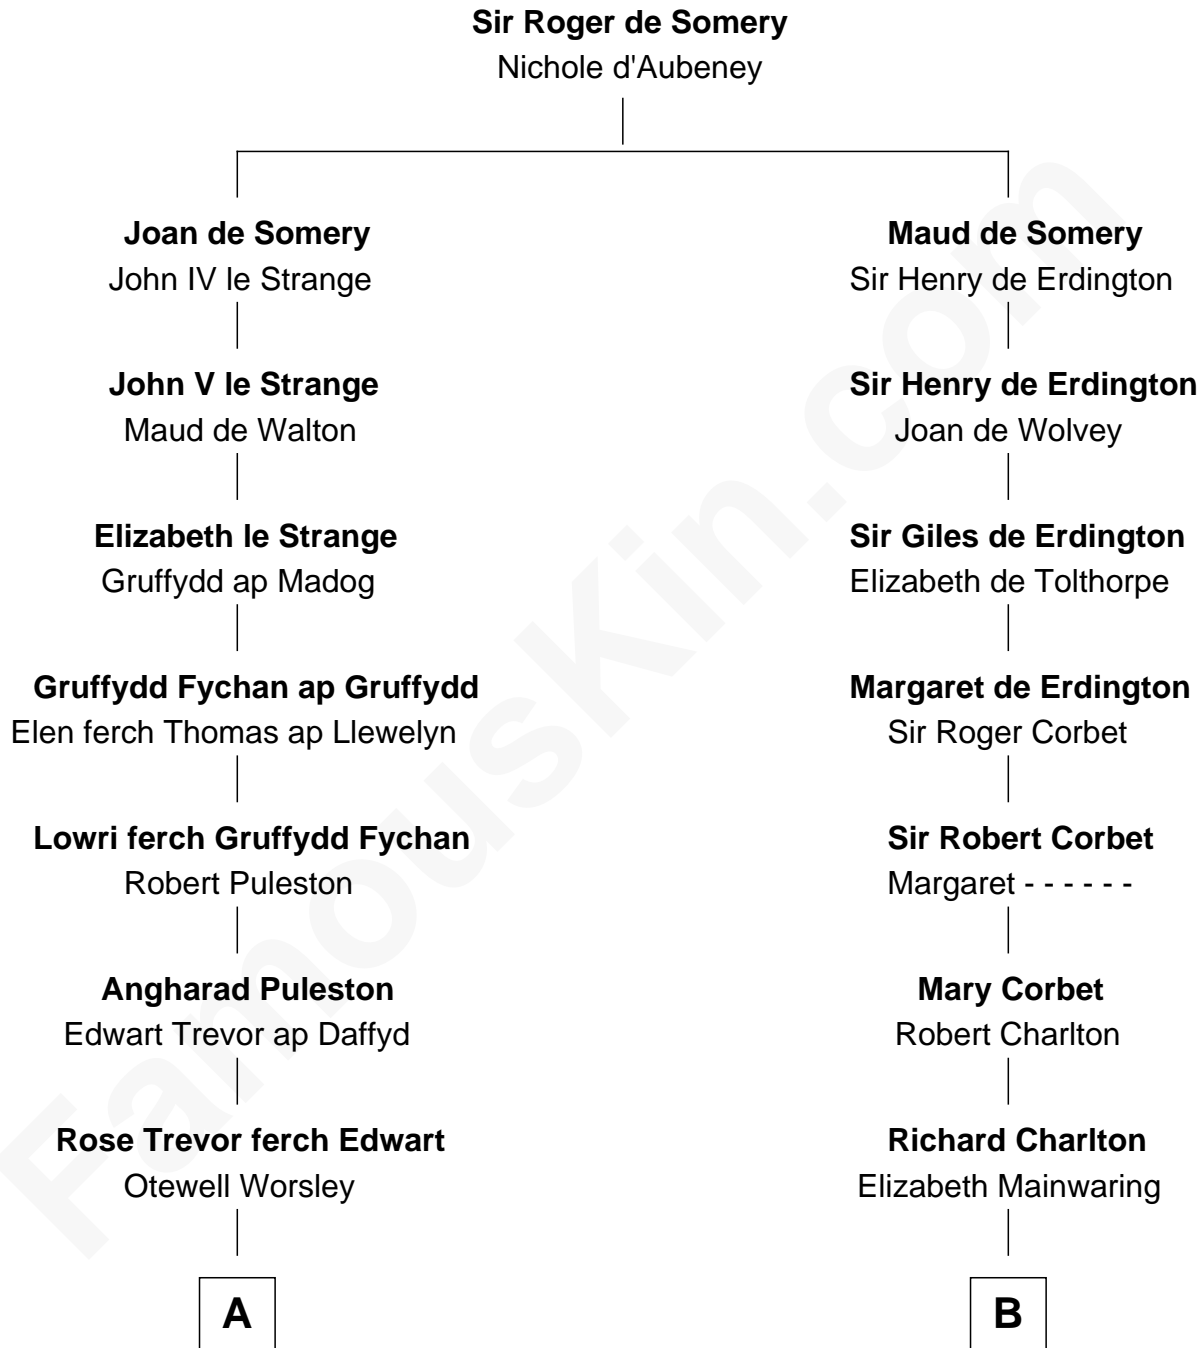 Sir Roger de Somery
Nichole d'Aubeney
Joan de Somery
John IV le Strange
Maud de Somery
Sir Henry de Erdington
John V le Strange
Maud de Walton
Sir Henry de Erdington
Joan de Wolvey
Elizabeth le Strange
Gruffydd ap Madog
Sir Giles de Erdington
Elizabeth de Tolthorpe
Gruffydd Fychan ap Gruffydd
Elen ferch Thomas ap Llewelyn
Margaret de Erdington
Sir Roger Corbet
Lowri ferch Gruffydd Fychan
Robert Puleston
Sir Robert Corbet
Margaret - - - - - -
Angharad Puleston
Edwart Trevor ap Daffyd
Mary Corbet
Robert Charlton
Rose Trevor ferch Edwart
Otewell Worsley
Richard Charlton
Elizabeth Mainwaring
A
B
FamousKin.com